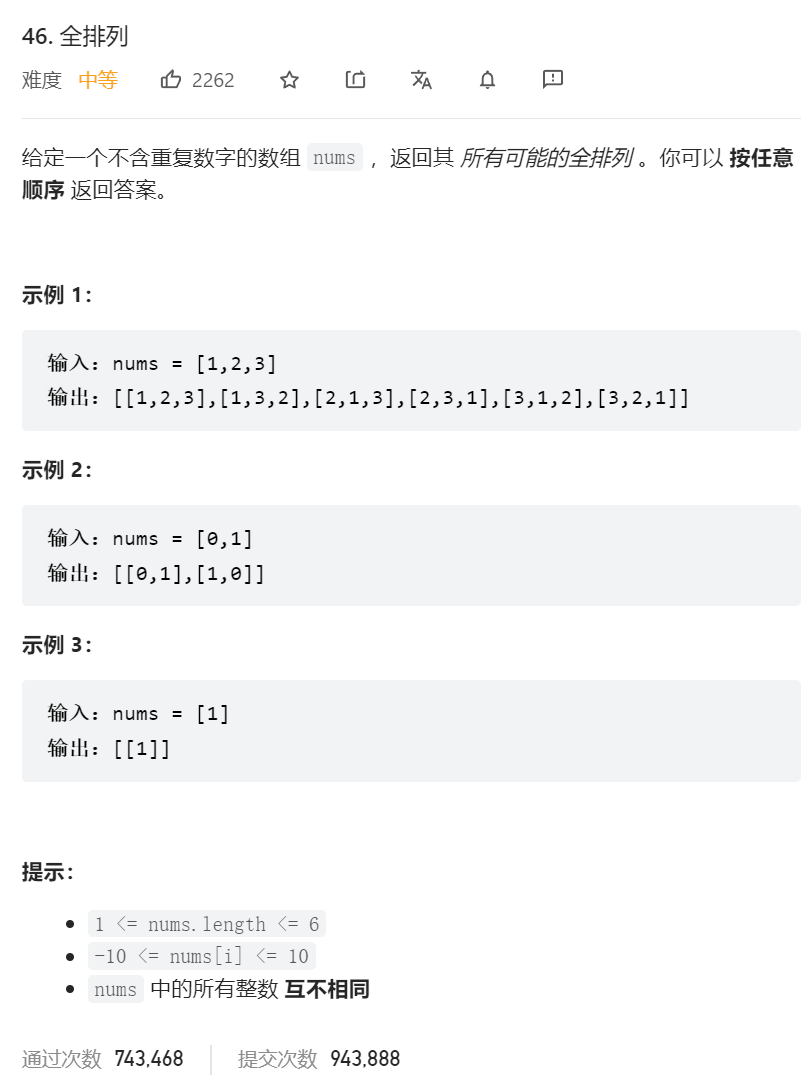 46. 全排列
难度 中等 2262
给定一个不含重复数字的数组 nums ，返回其 所有可能的全排列 。你可以 按任意
顺序 返回答案。
示例 1：
输入：nums = [1,2,3]
输出：[[1,2,3],[1,3,2],[2,1,3],[2,3,1],[3,1,2],[3,2,1]]
示例 2：
输入：nums = [0,1]
输出：[[0,1],[1,0]]
示例 3：
输入：nums = [1]
输出：[[1]]
提示：
1 <= nums.length <= 6
-10 <= nums[i] <= 10
nums 中的所有整数 互不相同
通过次数 743,468 提交次数 943,888